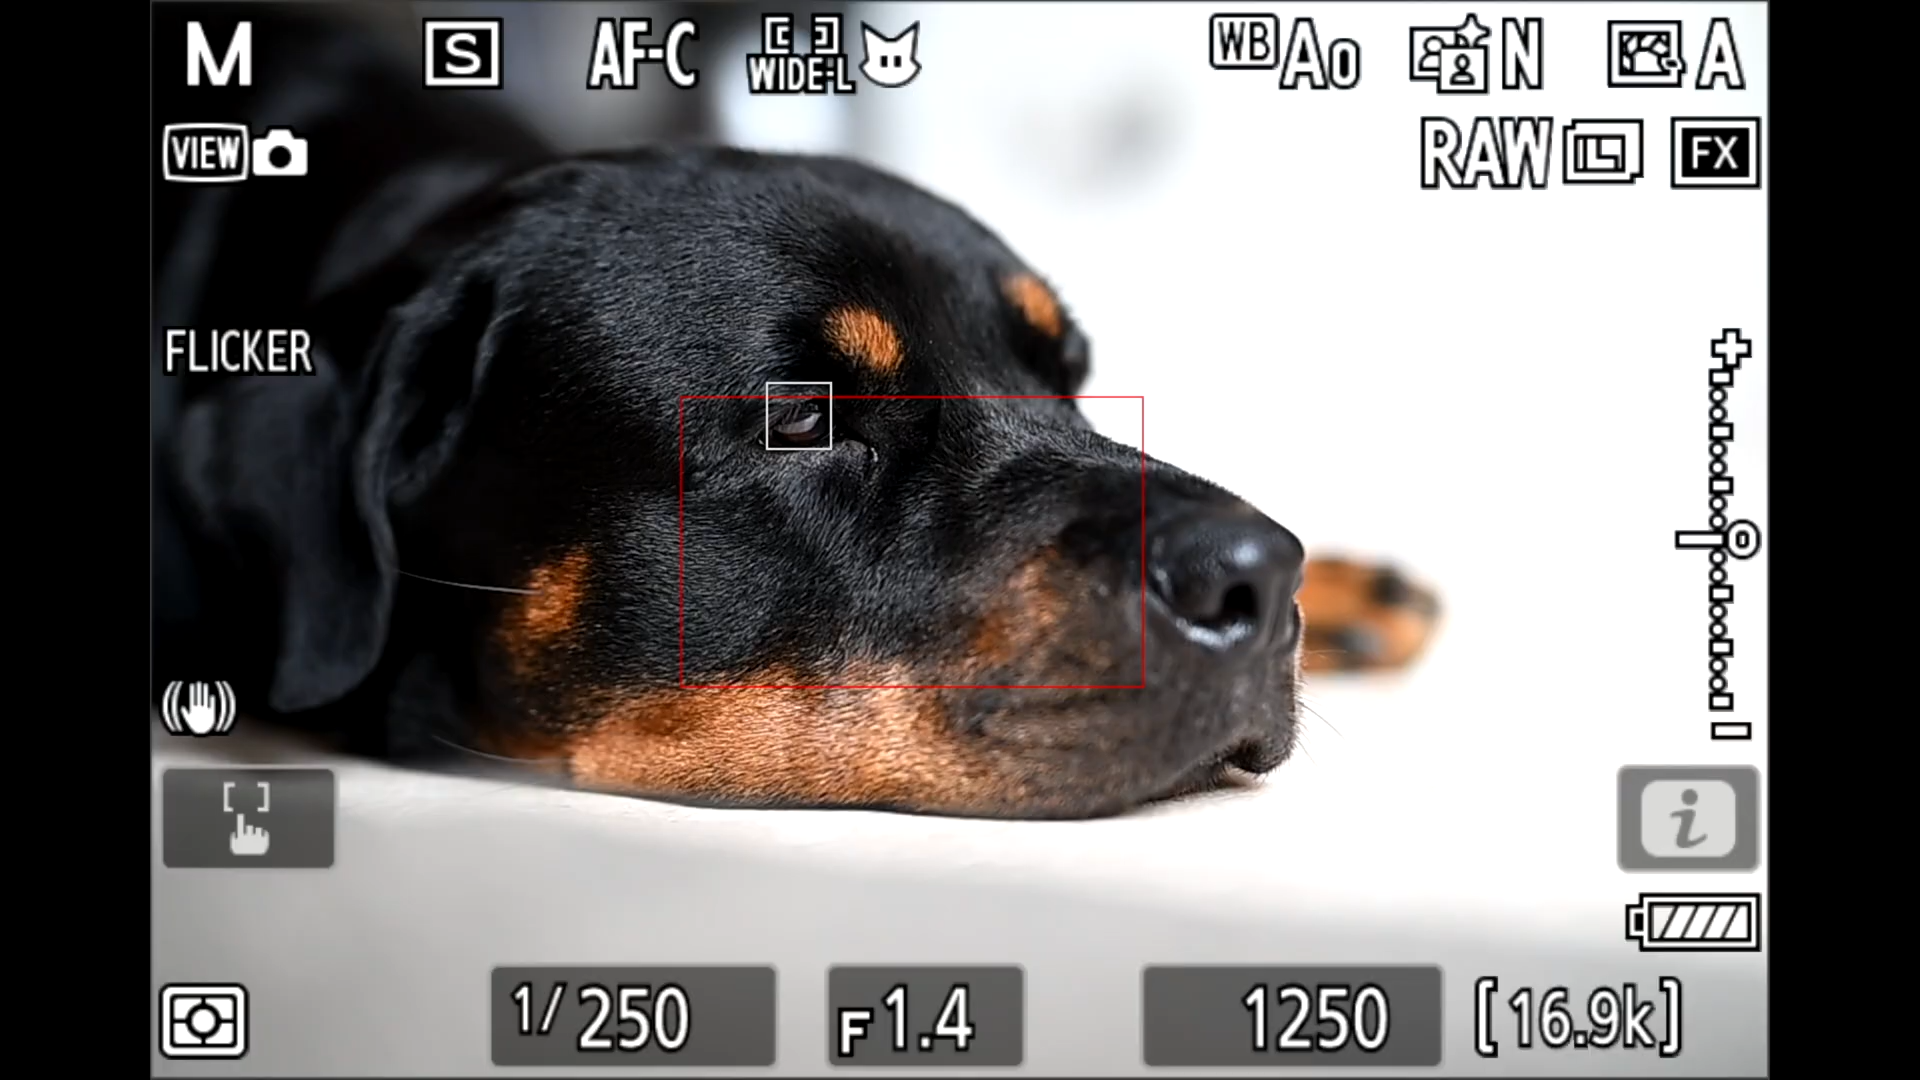 M S AF-C WIDE-L WB A0 N A
VIEW RAW L FX
FLICKER
i
1/250 F1.4 1250 [16.9k]